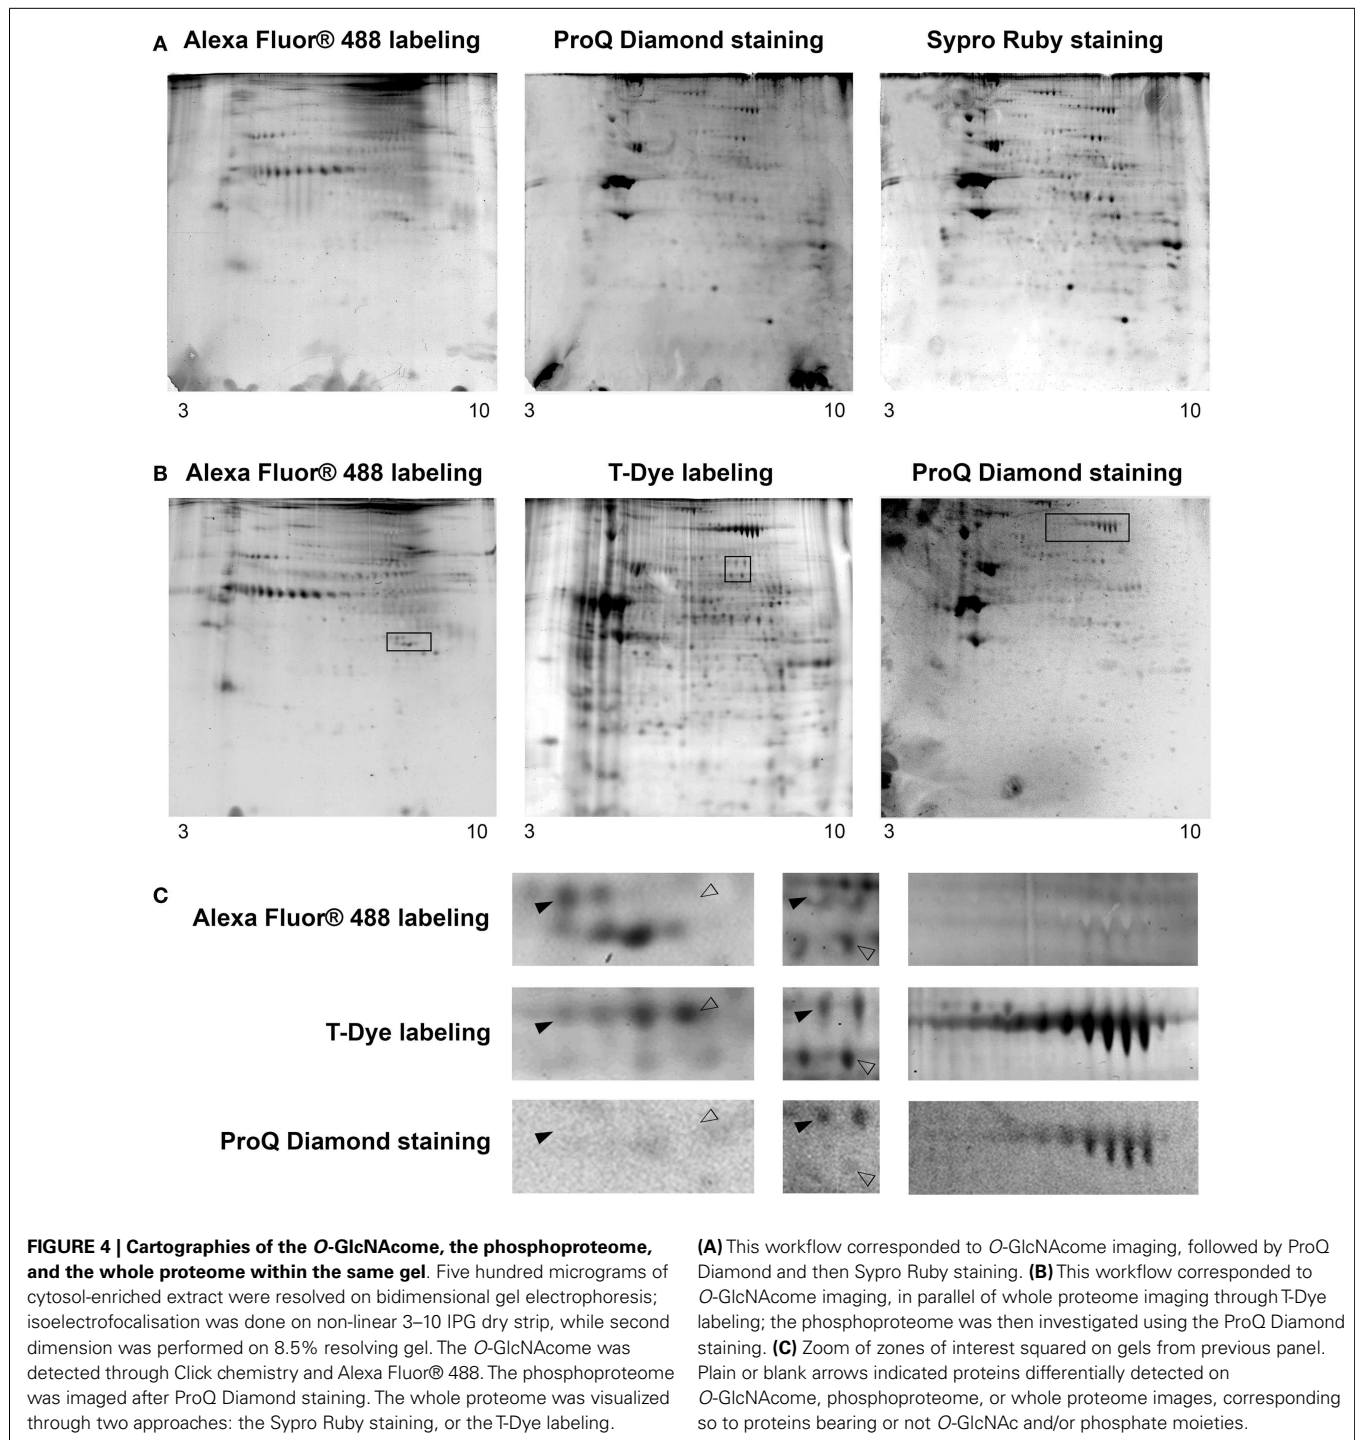 A Alexa Fluor® 488 labeling ProQ Diamond staining Sypro Ruby staining
3 10 3 10 3 10
B Alexa Fluor® 488 labeling T-Dye labeling ProQ Diamond staining
3 10 3 10 3 10
C
Alexa Fluor® 488 labeling
T-Dye labeling
ProQ Diamond staining
FIGURE 4 | Cartographies of the O-GlcNAcome, the phosphoproteome,
and the whole proteome within the same gel. Five hundred micrograms of
cytosol-enriched extract were resolved on bidimensional gel electrophoresis;
isoelectrofocalisation was done on non-linear 3–10 IPG dry strip, while second
dimension was performed on 8.5% resolving gel. The O-GlcNAcome was
detected through Click chemistry and Alexa Fluor® 488. The phosphoproteome
was imaged after ProQ Diamond staining. The whole proteome was visualized
through two approaches: the Sypro Ruby staining, or the T-Dye labeling.
(A) This workflow corresponded to O-GlcNAcome imaging, followed by ProQ
Diamond and then Sypro Ruby staining. (B) This workflow corresponded to
O-GlcNAcome imaging, in parallel of whole proteome imaging through T-Dye
labeling; the phosphoproteome was then investigated using the ProQ Diamond
staining. (C) Zoom of zones of interest squared on gels from previous panel.
Plain or blank arrows indicated proteins differentially detected on
O-GlcNAcome, phosphoproteome, or whole proteome images, corresponding
so to proteins bearing or not O-GlcNAc and/or phosphate moieties.